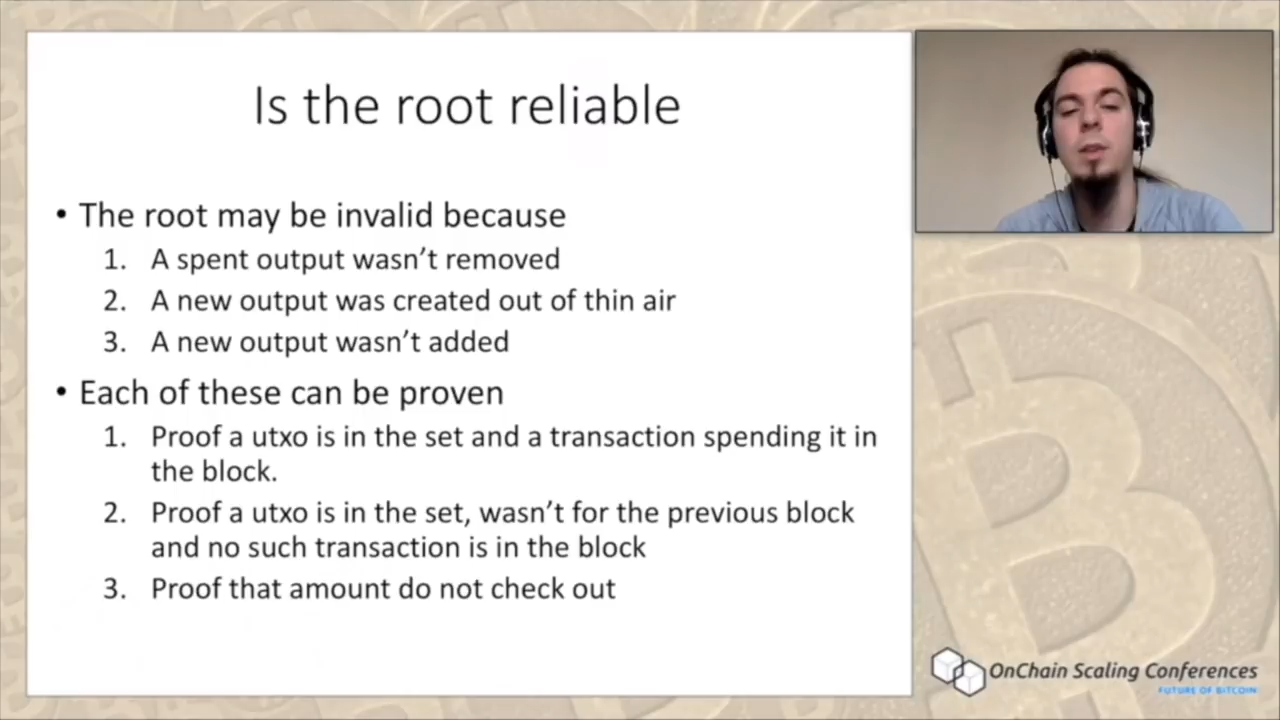 Is the root reliable
• The root may be invalid because
1. A spent output wasn't removed
2. A new output was created out of thin air
3. A new output wasn't added
• Each of these can be proven
1. Proof a utxo is in the set and a transaction spending it in
the block.
2. Proof a utxo is in the set, wasn't for the previous block
and no such transaction is in the block
3. Proof that amount do not check out
OnChain Scaling Conferences
FUTURE OF BITCOIN